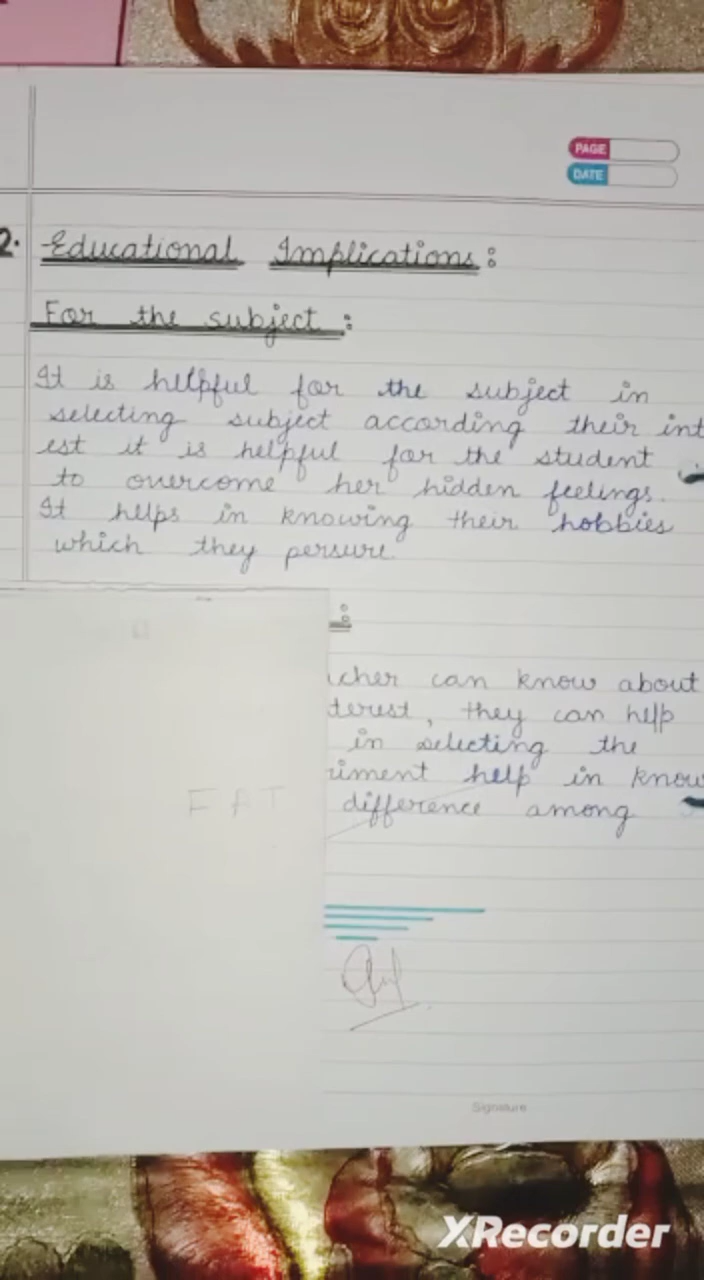 PAGE
DATE
2. Educational Implications :
For the subject :
It is helpful for the subject in
selecting subject according their int
est it is helpful for the student
to overcome her hidden feelings.
It helps in knowing their hobbies
which they persure
:
cher can know about
terest, they can help
in selecting the
riment help in know
difference among
FAT
Signature
XRecorder